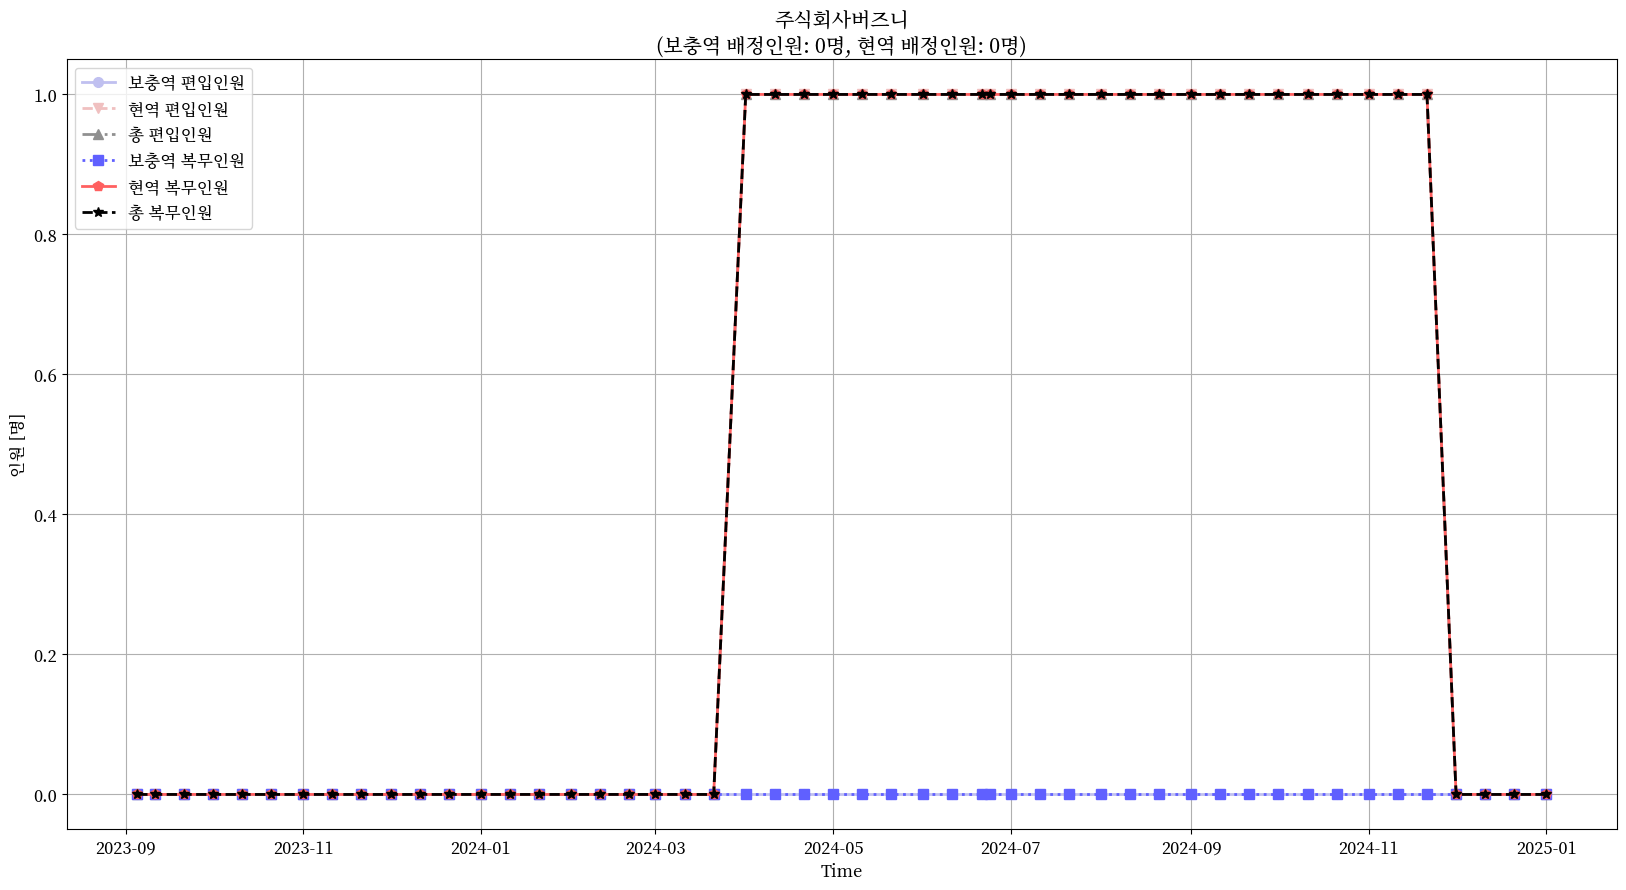 주식회사버즈니
(보충역 배정인원: 0명, 현역 배정인원: 0명)
보충역 편입인원
현역 편입인원
총 편입인원
보충역 복무인원
현역 복무인원
총 복무인원
인원 [명]
1.0
0.8
0.6
0.4
0.2
0.0
2023-09
2023-11
2024-01
2024-03
2024-05
2024-07
2024-09
2024-11
2025-01
Time